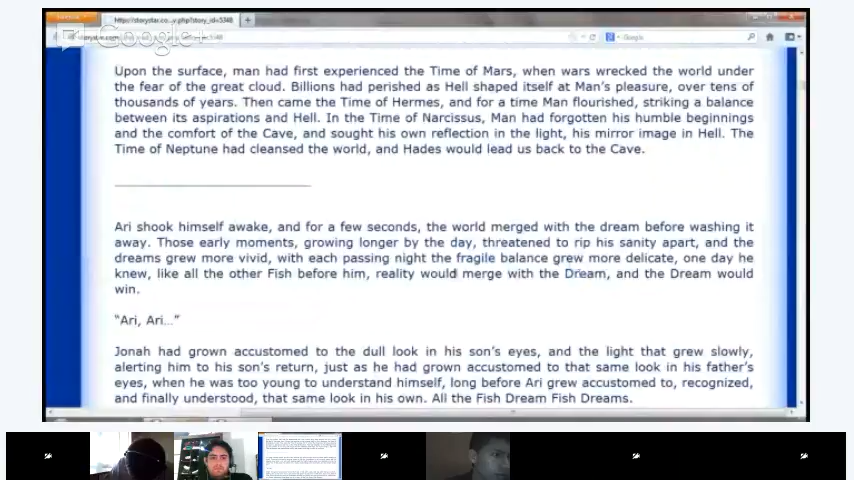 http://storystar.co...y.php?story_id=5348
Google+
Google
Upon the surface, man had first experienced the Time of Mars, when wars wrecked the world under
the fear of the great cloud. Billions had perished as Hell shaped itself at Man's pleasure, over tens of
thousands of years. Then came the Time of Hermes, and for a time Man flourished, striking a balance
between its aspirations and Hell. In the Time of Narcissus, Man had forgotten his humble beginnings
and the comfort of the Cave, and sought his own reflection in the light, his mirror image in Hell. The
Time of Neptune had cleansed the world, and Hades would lead us back to the Cave.
Ari shook himself awake, and for a few seconds, the world merged with the dream before washing it
away. Those early moments, growing longer by the day, threatened to rip his sanity apart, and the
dreams grew more vivid, with each passing night the fragile balance grew more delicate, one day he
knew, like all the other Fish before him, reality would merge with the Dream, and the Dream would
win.
“Ari, Ari...”
Jonah had grown accustomed to the dull look in his son's eyes, and the light that grew slowly,
alerting him to his son's return, just as he had grown accustomed to that same look in his father's
eyes, when he was too young to understand himself, long before Ari grew accustomed to, recognized,
and finally understood, that same look in his own. All the Fish Dream Fish Dreams.